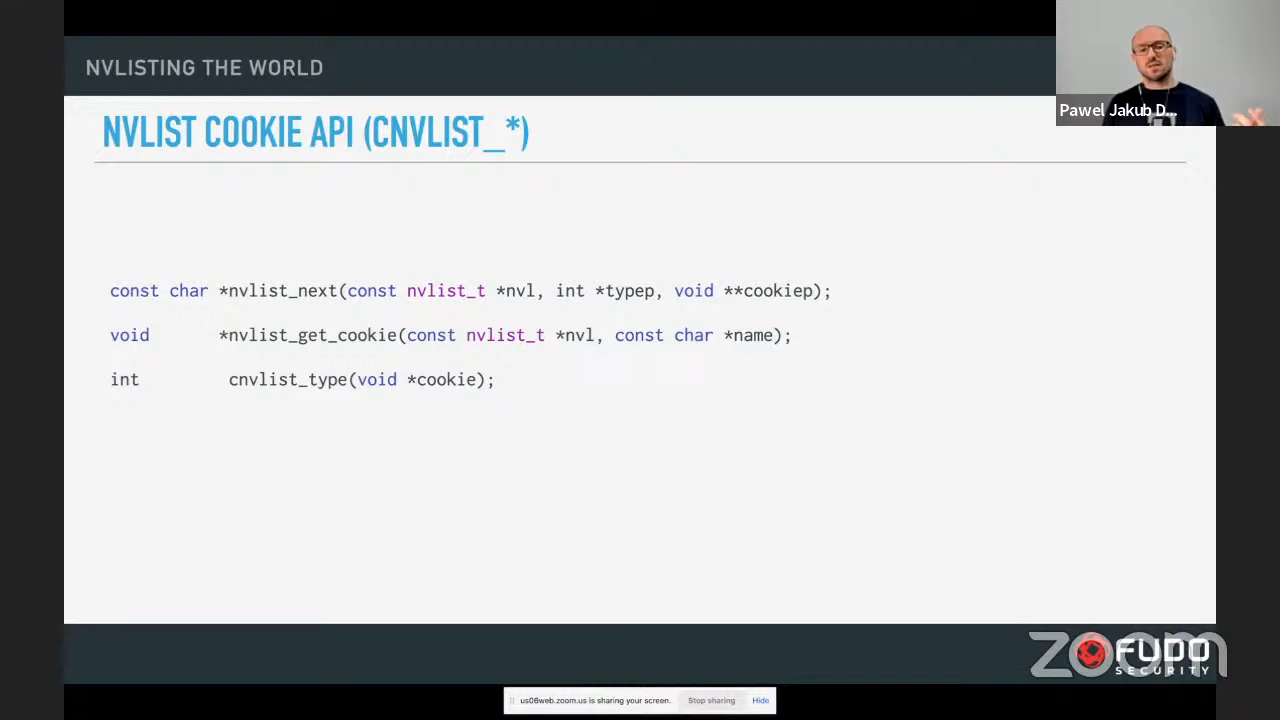 NVLISTING THE WORLD
Pawel Jakub D...
NVLIST COOKIE API (CNVLIST_*)
const char *nvlist_next(const nvlist_t *nvl, int *typep, void **cookiep);
void *nvlist_get_cookie(const nvlist_t *nvl, const char *name);
int cnvlist_type(void *cookie);
zoom
FUDO
SECURITY
us06web.zoom.us is sharing your screen. Stop sharing Hide